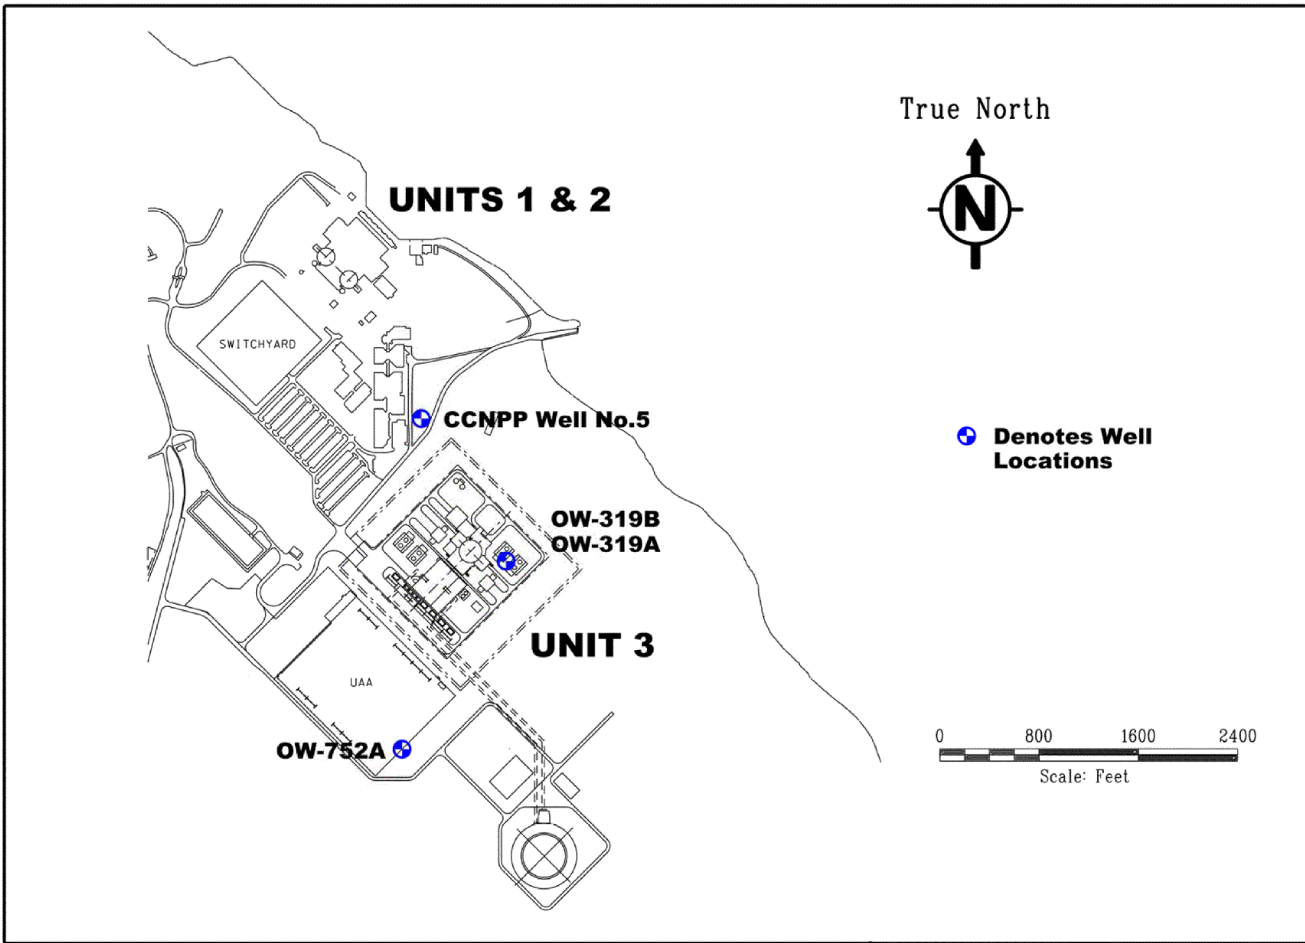 True North
N
UNITS 1 & 2
SWITCHYARD
CCNPP Well No.5
Denotes Well
Locations
OW-319B
OW-319A
UNIT 3
UAA
OW-752A
0 800 1600 2400
Scale: Feet